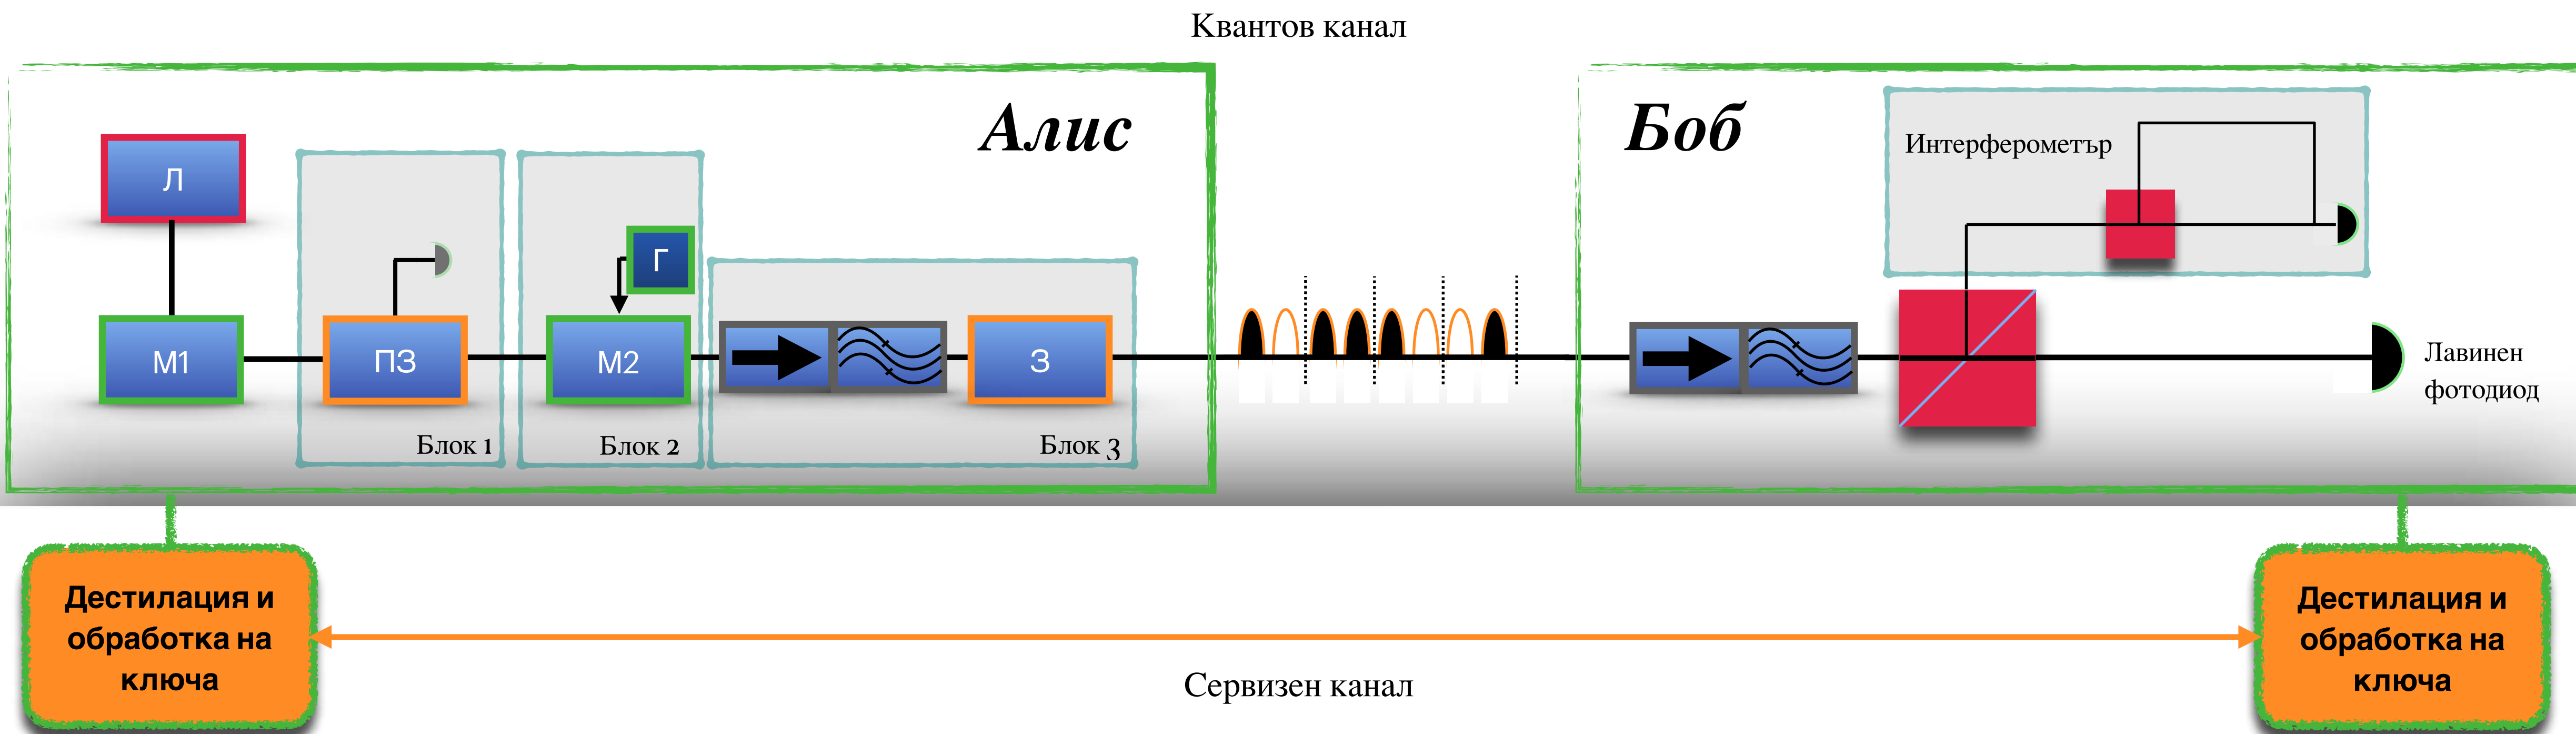 Квантов канал
Алис
Боб
Интерферометър
Л
Г
М1
ПЗ
М2
З
Лавинен
фотодиод
Блок 1
Блок 2
Блок 3
Дестилация и
обработка на
ключа
Дестилация и
обработка на
ключа
Сервизен канал